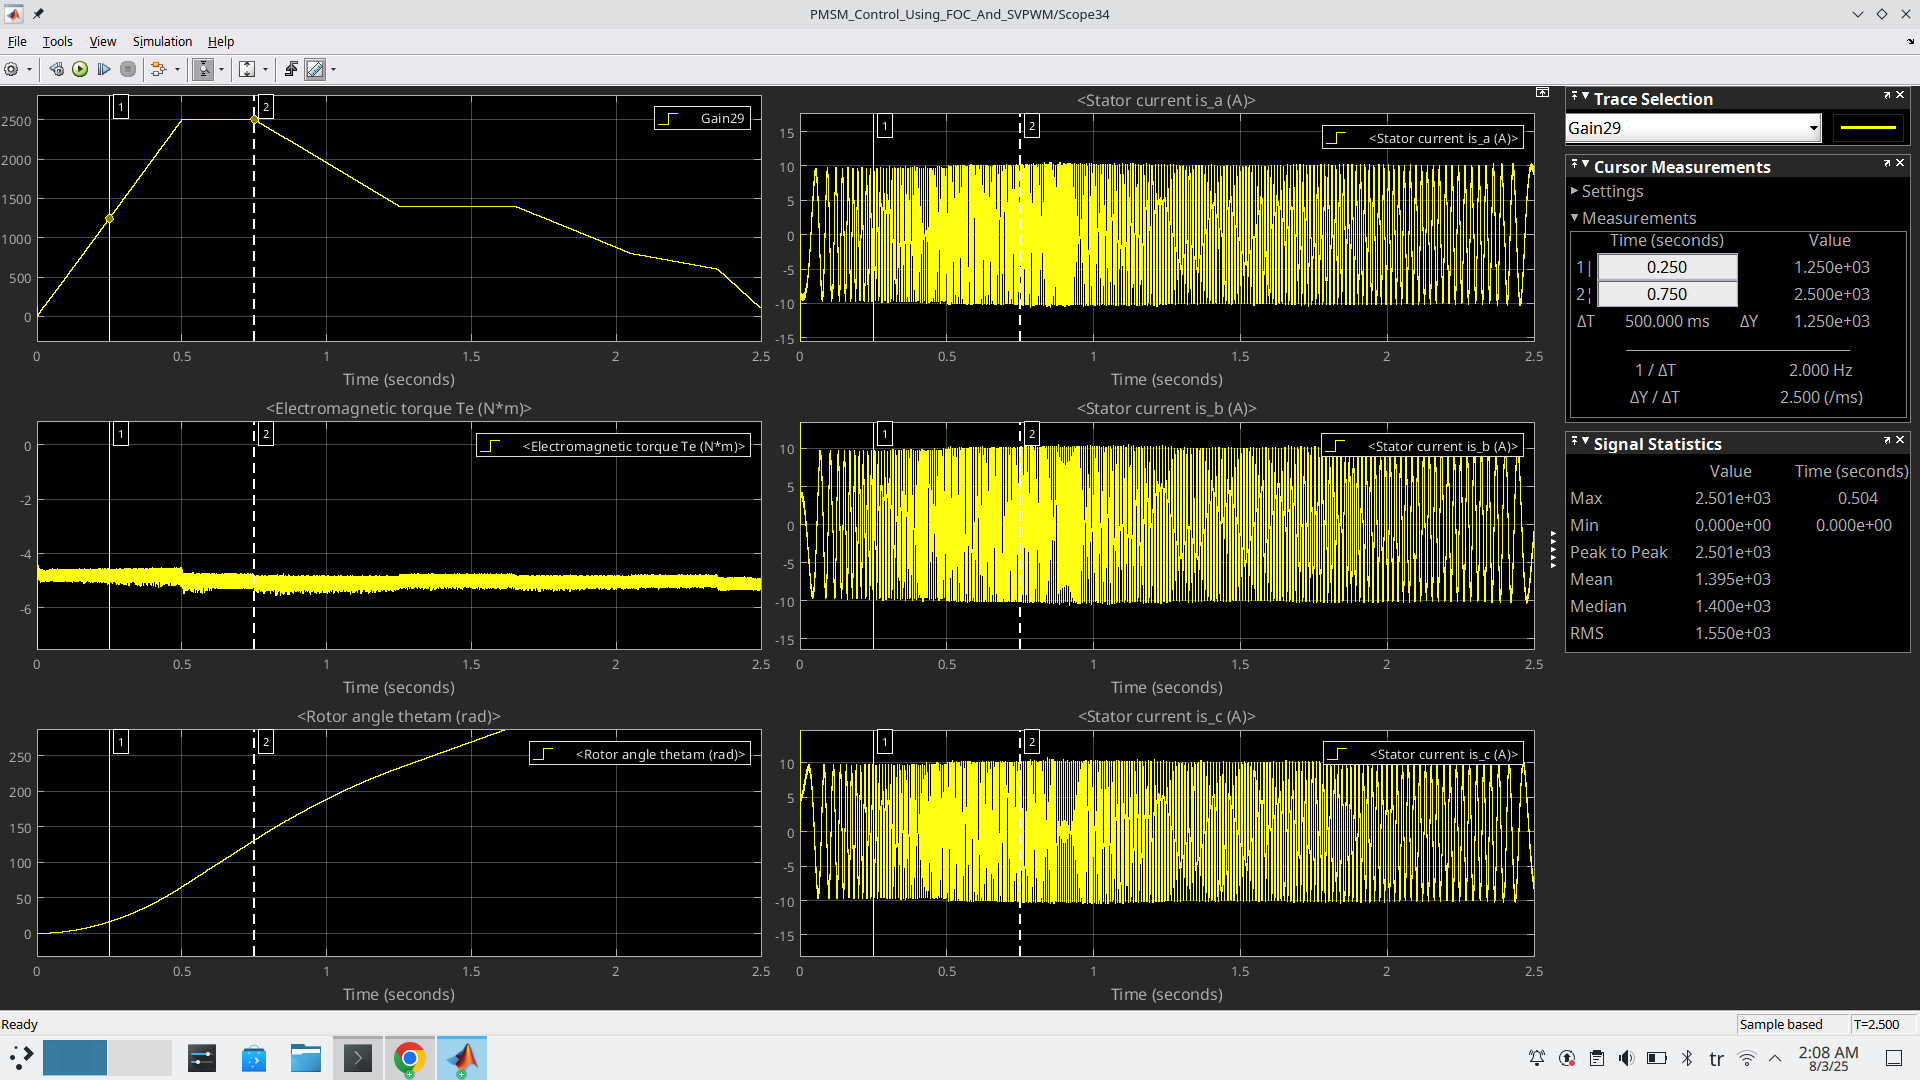 PMSM_Control_Using_FOC_And_SVPWM/Scope34
File Tools View Simulation Help
1 2
Gain29
2500
2000
1500
1000
500
0
0 0.5 1 1.5 2 2.5
Time (seconds)
<Stator current is_a (A)>
1 2
<Stator current is_a (A)>
15
10
5
0
-5
-10
-15
0 0.5 1 1.5 2 2.5
Time (seconds)
<Electromagnetic torque Te (N*m)>
1 2
<Electromagnetic torque Te (N*m)>
0
-2
-4
-6
0 0.5 1 1.5 2 2.5
Time (seconds)
<Stator current is_b (A)>
1 2
<Stator current is_b (A)>
10
5
0
-5
-10
-15
0 0.5 1 1.5 2 2.5
Time (seconds)
<Rotor angle thetam (rad)>
1 2
<Rotor angle thetam (rad)>
250
200
150
100
50
0
0 0.5 1 1.5 2 2.5
Time (seconds)
<Stator current is_c (A)>
1 2
<Stator current is_c (A)>
10
5
0
-5
-10
-15
0 0.5 1 1.5 2 2.5
Time (seconds)
Trace Selection
Gain29
Cursor Measurements
Settings
Measurements
Time (seconds) Value
1 | 0.250 1.250e+03
2 ¦ 0.750 2.500e+03
ΔT 500.000 ms ΔY 1.250e+03
1 / ΔT 2.000 Hz
ΔY / ΔT 2.500 (/ms)
Signal Statistics
Value Time (seconds)
Max 2.501e+03 0.504
Min 0.000e+00 0.000e+00
Peak to Peak 2.501e+03
Mean 1.395e+03
Median 1.400e+03
RMS 1.550e+03
Ready
Sample based T=2.500
tr
2:08 AM
8/3/25